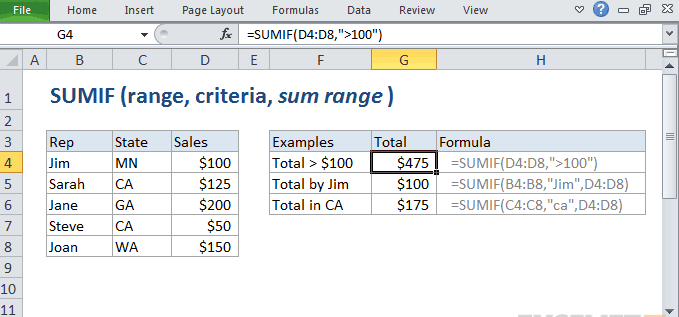 File Home Insert Page Layout Formulas Data Review View
G4 fx =SUMIF(D4:D8,">100")
A B C D E F G H
1 SUMIF (range, criteria, sum range )
2
3 Rep State Sales Examples Total Formula
4 Jim MN $100 Total > $100 $475 =SUMIF(D4:D8,">100")
5 Sarah CA $125 Total by Jim $100 =SUMIF(B4:B8,"Jim",D4:D8)
6 Jane GA $200 Total in CA $175 =SUMIF(C4:C8,"ca",D4:D8)
7 Steve CA $50
8 Joan WA $150
9
10
11